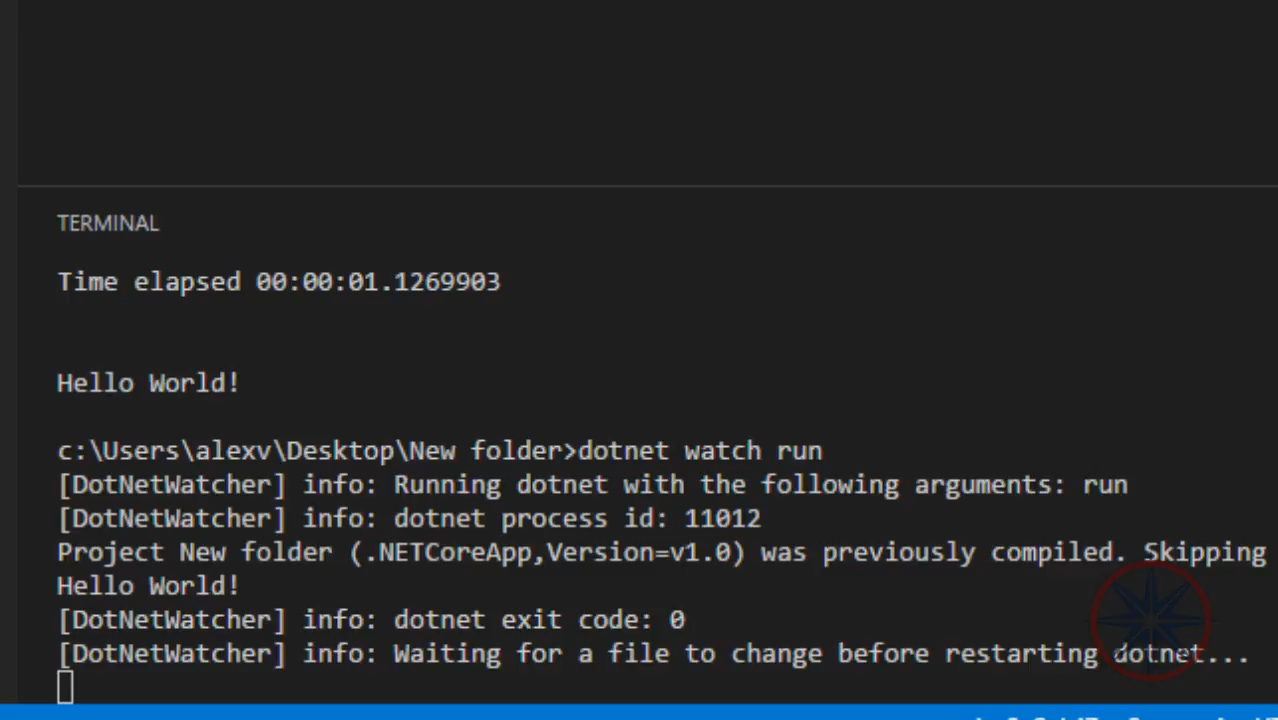 TERMINAL
Time elapsed 00:00:01.1269903
Hello World!
c:\Users\alexv\Desktop\New folder>dotnet watch run
[DotNetWatcher] info: Running dotnet with the following arguments: run
[DotNetWatcher] info: dotnet process id: 11012
Project New folder (.NETCoreApp,Version=v1.0) was previously compiled. Skipping
Hello World!
[DotNetWatcher] info: dotnet exit code: 0
[DotNetWatcher] info: Waiting for a file to change before restarting dotnet...